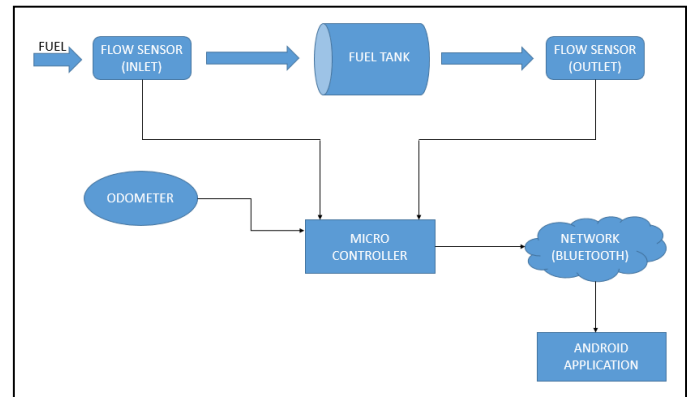 FUEL
FLOW SENSOR
(INLET)
FUEL TANK
FLOW SENSOR
(OUTLET)
ODOMETER
MICRO
CONTROLLER
NETWORK
(BLUETOOTH)
ANDROID
APPLICATION